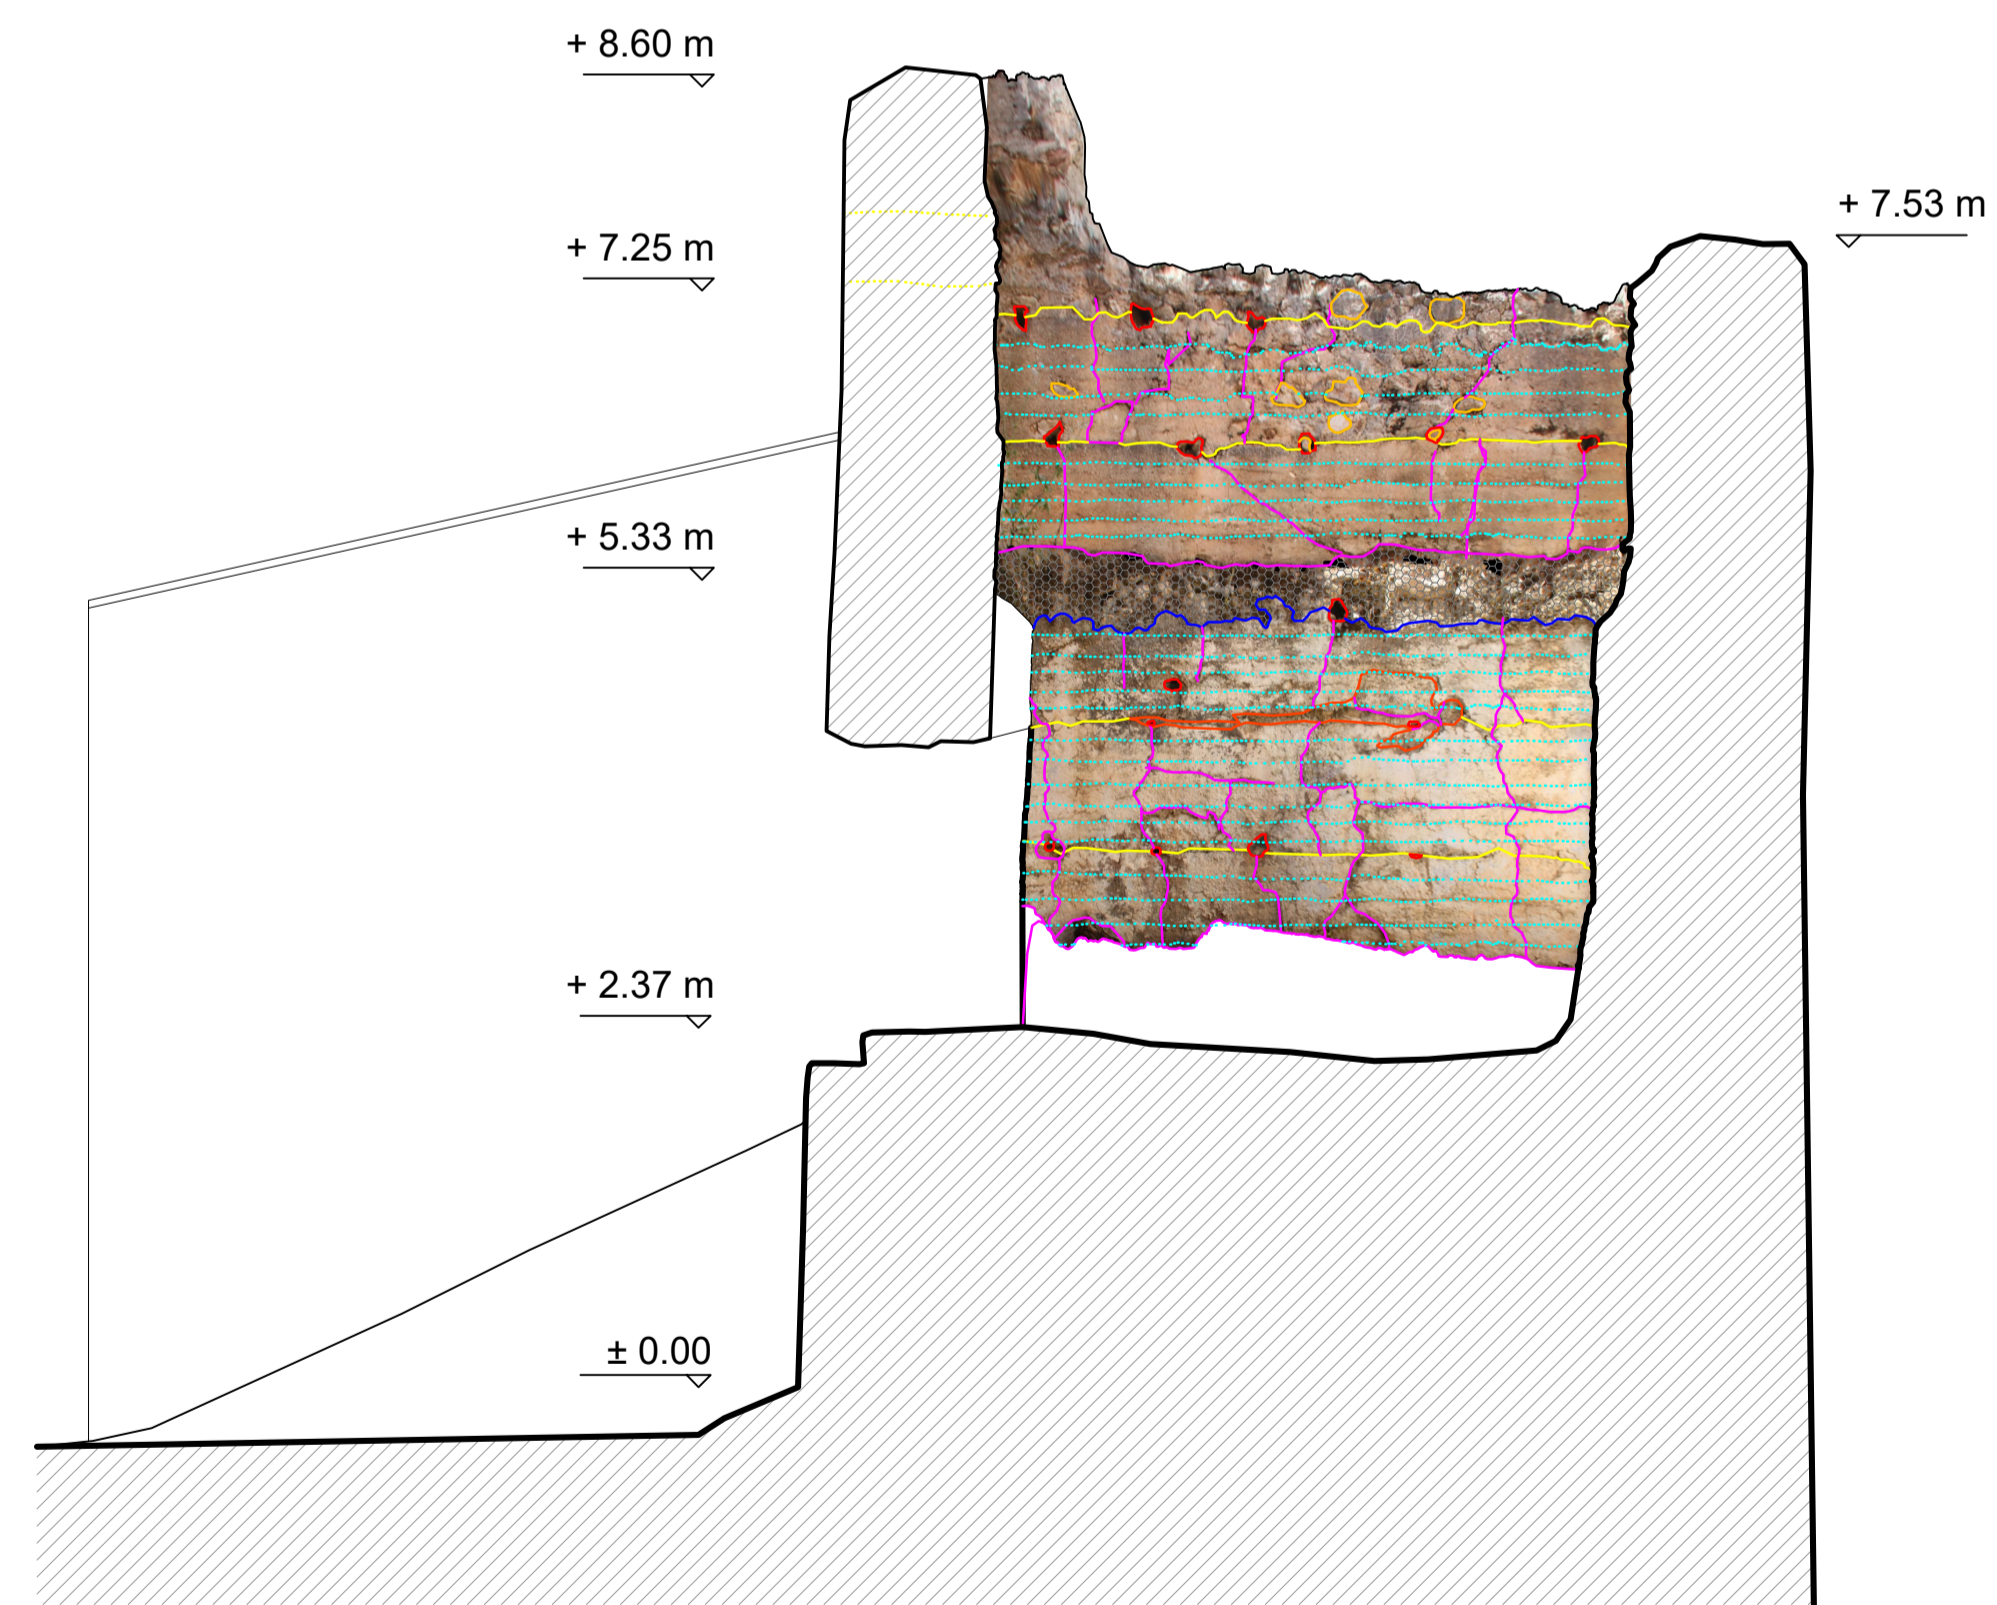 + 8.60 m
+ 7.53 m
+ 7.25 m
+ 5.33 m
+ 2.37 m
± 0.00